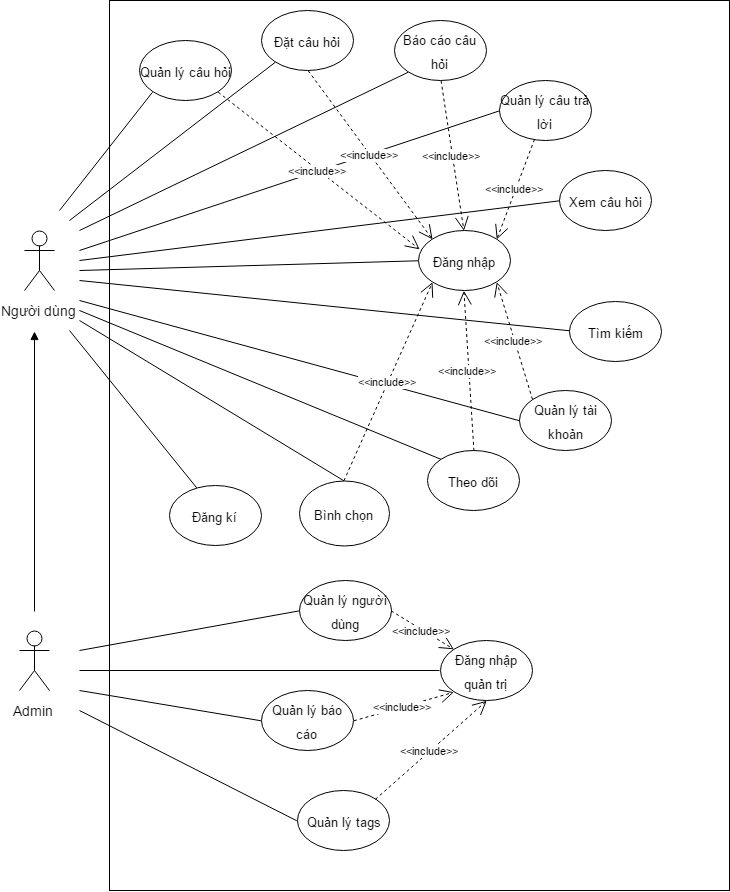 Đặt câu hỏi
Báo cáo câu
hỏi
Quản lý câu hỏi
Quản lý câu trả
lời
<<include>>
<<include>>
<<include>>
<<include>>
Xem câu hỏi
Đăng nhập
Người dùng
Tìm kiếm
<<include>>
<<include>>
<<include>>
Quản lý tài
khoản
Theo dõi
Đăng kí
Bình chọn
Quản lý người
dùng
<<include>>
Đăng nhập
quản trị
Admin
Quản lý báo
cáo
<<include>>
<<include>>
Quản lý tags